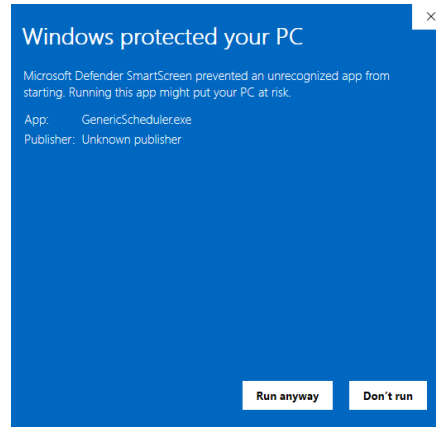 Windows protected your PC
Microsoft Defender SmartScreen prevented an unrecognized app from
starting. Running this app might put your PC at risk.
App: GenericScheduler.exe
Publisher: Unknown publisher
Run anyway Don't run